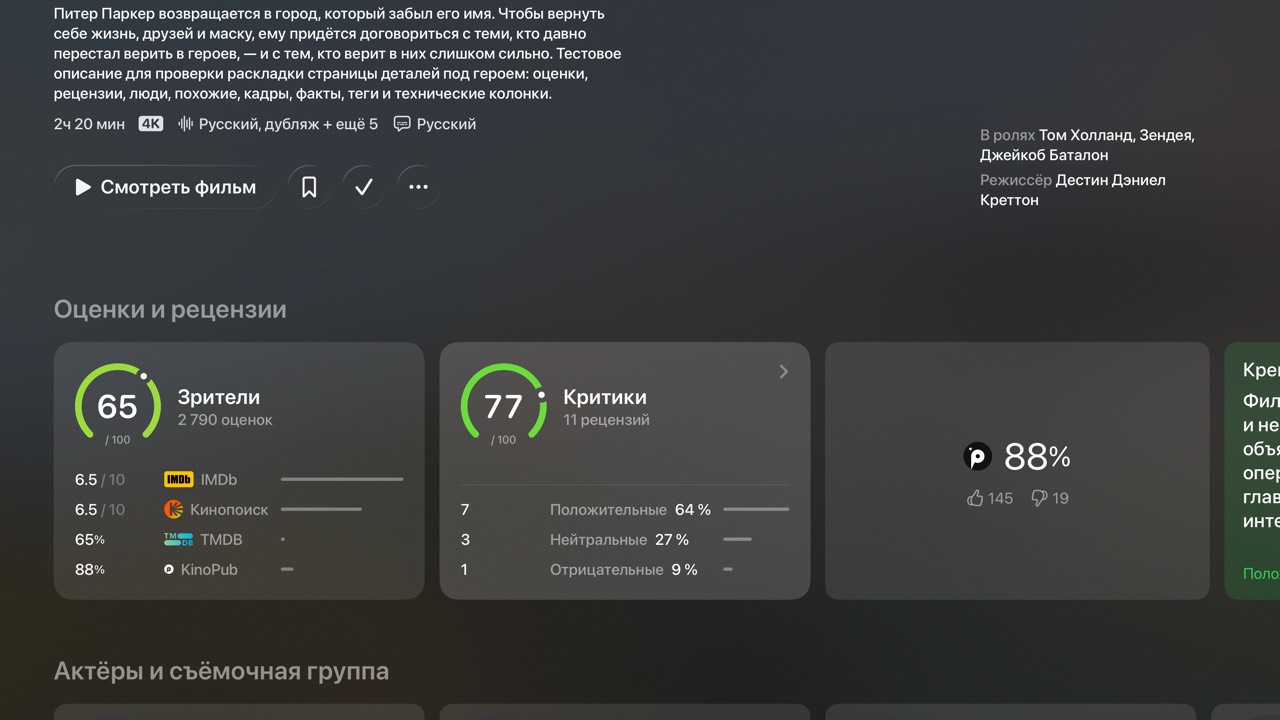 Питер Паркер возвращается в город, который забыл его имя. Чтобы вернуть
себе жизнь, друзей и маску, ему придётся договориться с теми, кто давно
перестал верить в героев, — и с тем, кто верит в них слишком сильно. Тестовое
описание для проверки раскладки страницы деталей под героем: оценки,
рецензии, люди, похожие, кадры, факты, теги и технические колонки.
2ч 20 мин 4K Русский, дубляж + ещё 5 Русский
В ролях Том Холланд, Зендея,
Джейкоб Баталон
Режиссёр Дестин Дэниел
Креттон
Смотреть фильм
Оценки и рецензии
65
/ 100
Зрители
2 790 оценок
6.5 / 10 IMDb IMDb
6.5 / 10 Кинопоиск
65% TMDB TMDB
88% KinoPub
77
/ 100
Критики
11 рецензий
7 Положительные 64 %
3 Нейтральные 27 %
1 Отрицательные 9 %
88%
145 19
Фил
и не
объя
опер
глав
инте
Поло
Актёры и съёмочная группа